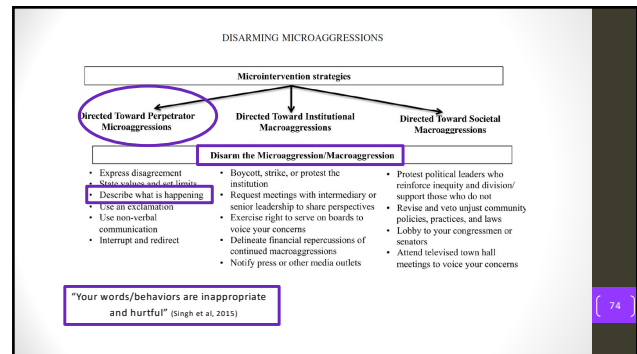 DISARMING MICROAGGRESSIONS
Microintervention strategies
Directed Toward Perpetrator
Microaggressions
Directed Toward Institutional
Macroaggressions
Directed Toward Societal
Macroaggressions
Disarm the Microaggression/Macroaggression
• Express disagreement
• State values and set limits
• Describe what is happening
• Use an exclamation
• Use non-verbal
communication
• Interrupt and redirect
• Boycott, strike, or protest the
institution
• Request meetings with intermediary or
senior leadership to share perspectives
• Exercise right to serve on boards to
voice your concerns
• Delineate financial repercussions of
continued macroaggressions
• Notify press or other media outlets
• Protest political leaders who
reinforce inequity and division/
support those who do not
• Revise and veto unjust community
policies, practices, and laws
• Lobby to your congressmen or
senators
• Attend televised town hall
meetings to voice your concerns
"Your words/behaviors are inappropriate
and hurtful" (Singh et al, 2015)
74